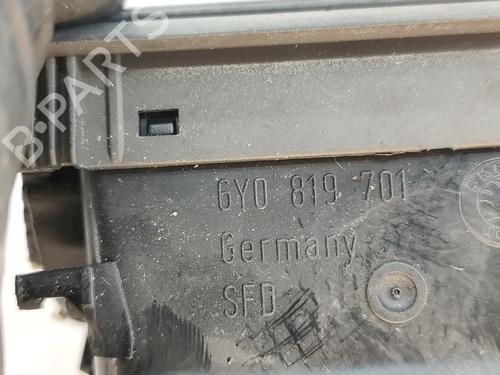 B-PARTS
6Y0 819 701
Germany
SFD